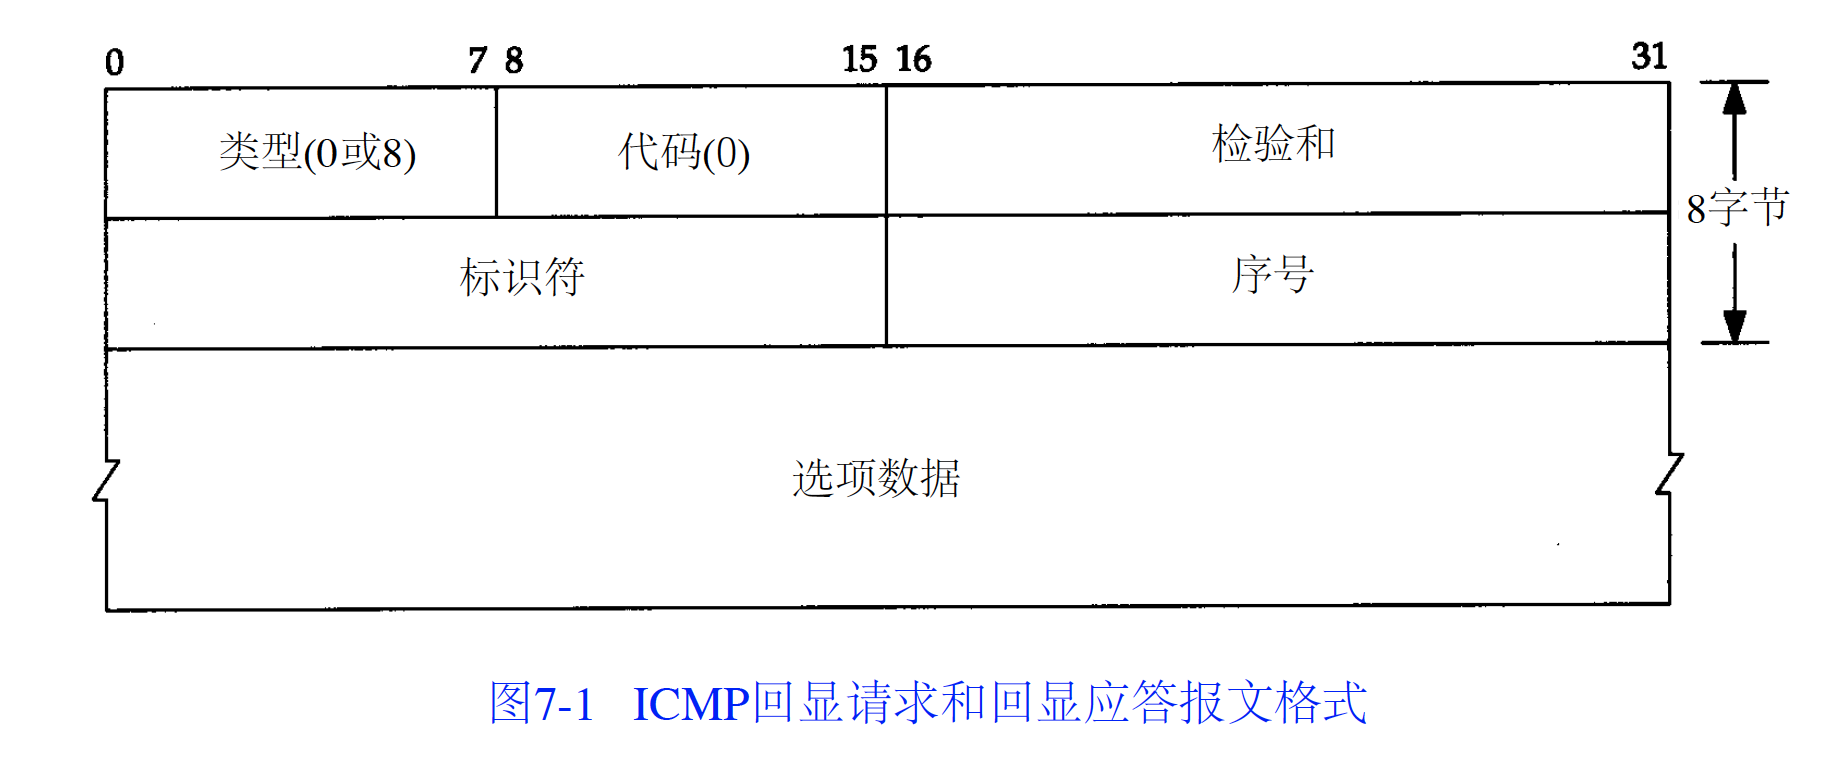 0 7 8 15 16 31
类型(0或8) 代码(0) 检验和
8字节
标识符 序号
选项数据
图7-1 ICMP回显请求和回显应答报文格式